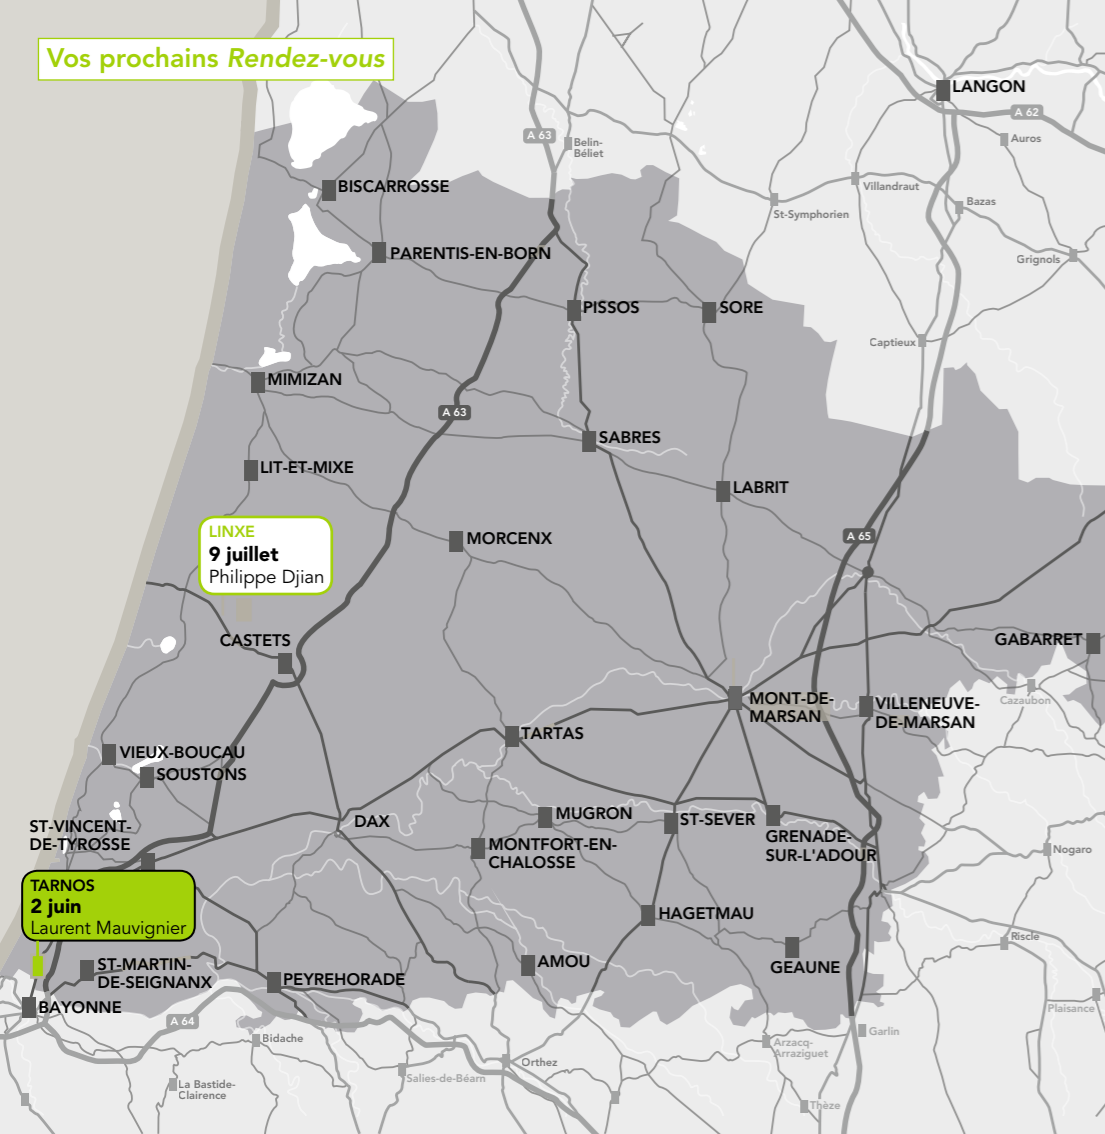 Vos prochains Rendez-vous
LANGON
A 62
A 63
Belin-
Béliet
Auros
BISCARROSSE
Villandraut
St-Symphorien
Bazas
PARENTIS-EN-BORN
Grignols
PISSOS
SORE
Captieux
MIMIZAN
A 63
SABRES
LIT-ET-MIXE
LABRIT
LINXE
9 juillet
Philippe Djian
MORCENX
A 65
CASTETS
GABARRET
MONT-DE-
MARSAN
VILLENEUVE-
DE-MARSAN
Cazaubon
TARTAS
VIEUX-BOUCAU
SOUSTONS
DAX
MUGRON
ST-SEVER
ST-VINCENT-
DE-TYROSSE
GRENADE-
SUR-L'ADOUR
MONTFORT-EN-
CHALOSSE
Nogaro
TARNOS
2 juin
Laurent Mauvignier
HAGETMAU
Riscle
ST-MARTIN-
DE-SEIGNANX
AMOU
GEAUNE
PEYREHORADE
BAYONNE
Plaisance
A 64
Bidache
Garlin
Arzacq-
Arraziguet
Orthez
Salies-de-Béarn
La Bastide-
Clairence
Thèze